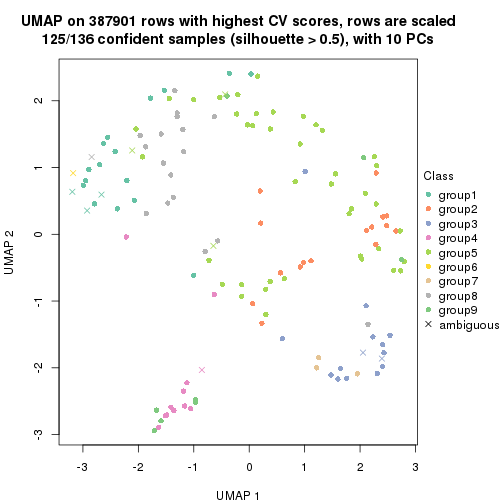 UMAP on 387901 rows with highest CV scores, rows are scaled
125/136 confident samples (silhouette > 0.5), with 10 PCs
UMAP 2
2
1
0
-1
-2
-3
-3
-2
-1
0
1
2
3
UMAP 1
Class
group1
group2
group3
group4
group5
group6
group7
group8
group9
ambiguous